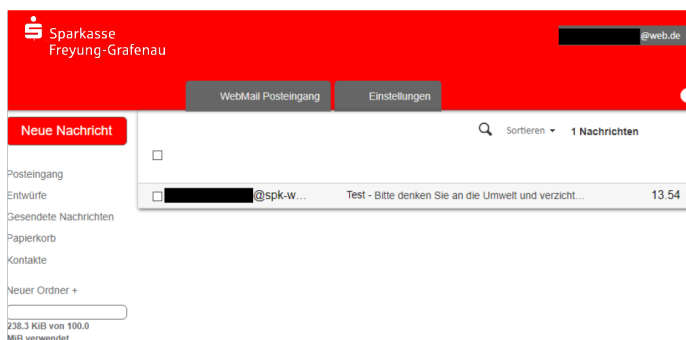 Sparkasse
Freyung-Grafenau
@web.de
WebMail Posteingang
Einstellungen
Neue Nachricht
Sortieren
1 Nachrichten
Posteingang
Entwürfe
@spk-w... Test - Bitte denken Sie an die Umwelt und verzicht... 13.54
Gesendete Nachrichten
Papierkorb
Kontakte
Neuer Ordner +
238.3 KiB von 100.0
MiB verwendet